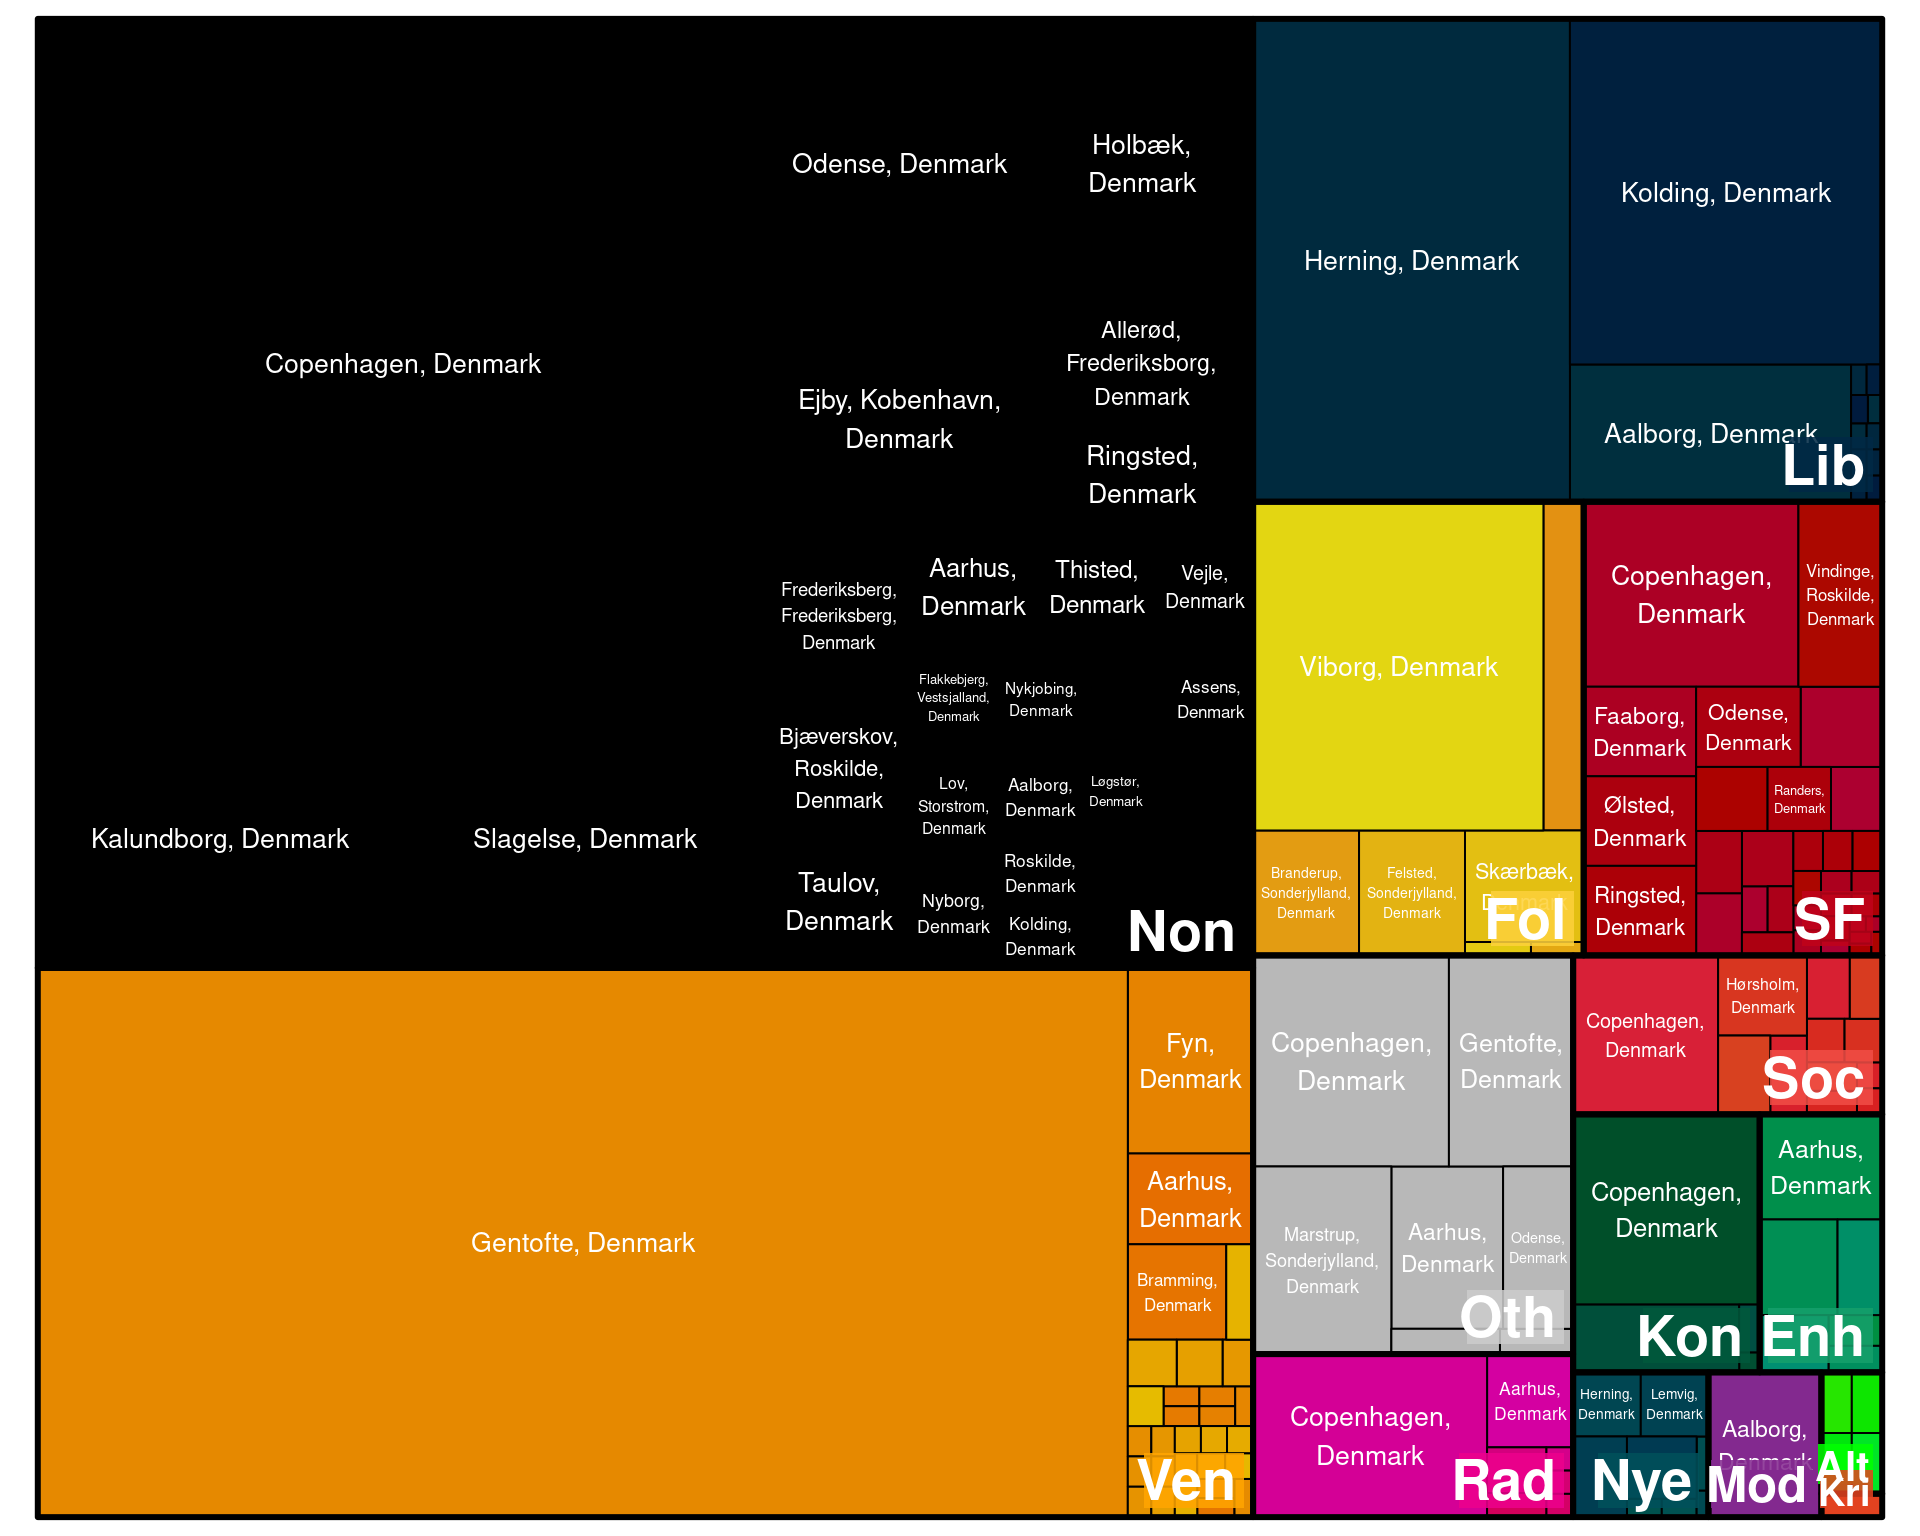 Copenhagen, Denmark
Odense, Denmark
Holbæk,
Denmark
Ejby, Kobenhavn,
Denmark
Allerød,
Frederiksborg,
Denmark
Ringsted,
Denmark
Kalundborg, Denmark
Slagelse, Denmark
Frederiksberg,
Frederiksberg,
Denmark
Aarhus,
Denmark
Thisted,
Denmark
Vejle,
Denmark
Bjæverskov,
Roskilde,
Denmark
Flakkebjerg,
Vestsjalland,
Denmark
Nykjobing,
Denmark
Assens,
Denmark
Lov,
Storstrom,
Denmark
Aalborg,
Denmark
Løgstør,
Denmark
Taulov,
Denmark
Nyborg,
Denmark
Roskilde,
Denmark
Kolding,
Denmark
Non
Gentofte, Denmark
Fyn,
Denmark
Aarhus,
Denmark
Bramming,
Denmark
Ven
Herning, Denmark
Kolding, Denmark
Aalborg, Denmark
Lib
Viborg, Denmark
Branderup,
Sonderjylland,
Denmark
Felsted,
Sonderjylland,
Denmark
Skærbæk,
Denmark
Fol
Copenhagen,
Denmark
Vindinge,
Roskilde,
Denmark
Faaborg,
Denmark
Odense,
Denmark
Ølsted,
Denmark
Randers,
Denmark
Ringsted,
Denmark
SF
Copenhagen,
Denmark
Gentofte,
Denmark
Marstrup,
Sonderjylland,
Denmark
Aarhus,
Denmark
Odense,
Denmark
Oth
Copenhagen,
Denmark
Hørsholm,
Denmark
Soc
Copenhagen,
Denmark
Kon
Aarhus,
Denmark
Enh
Copenhagen,
Denmark
Aarhus,
Denmark
Rad
Herning,
Denmark
Lemvig,
Denmark
Nye
Aalborg,
Denmark
Mod
Alt
Kri